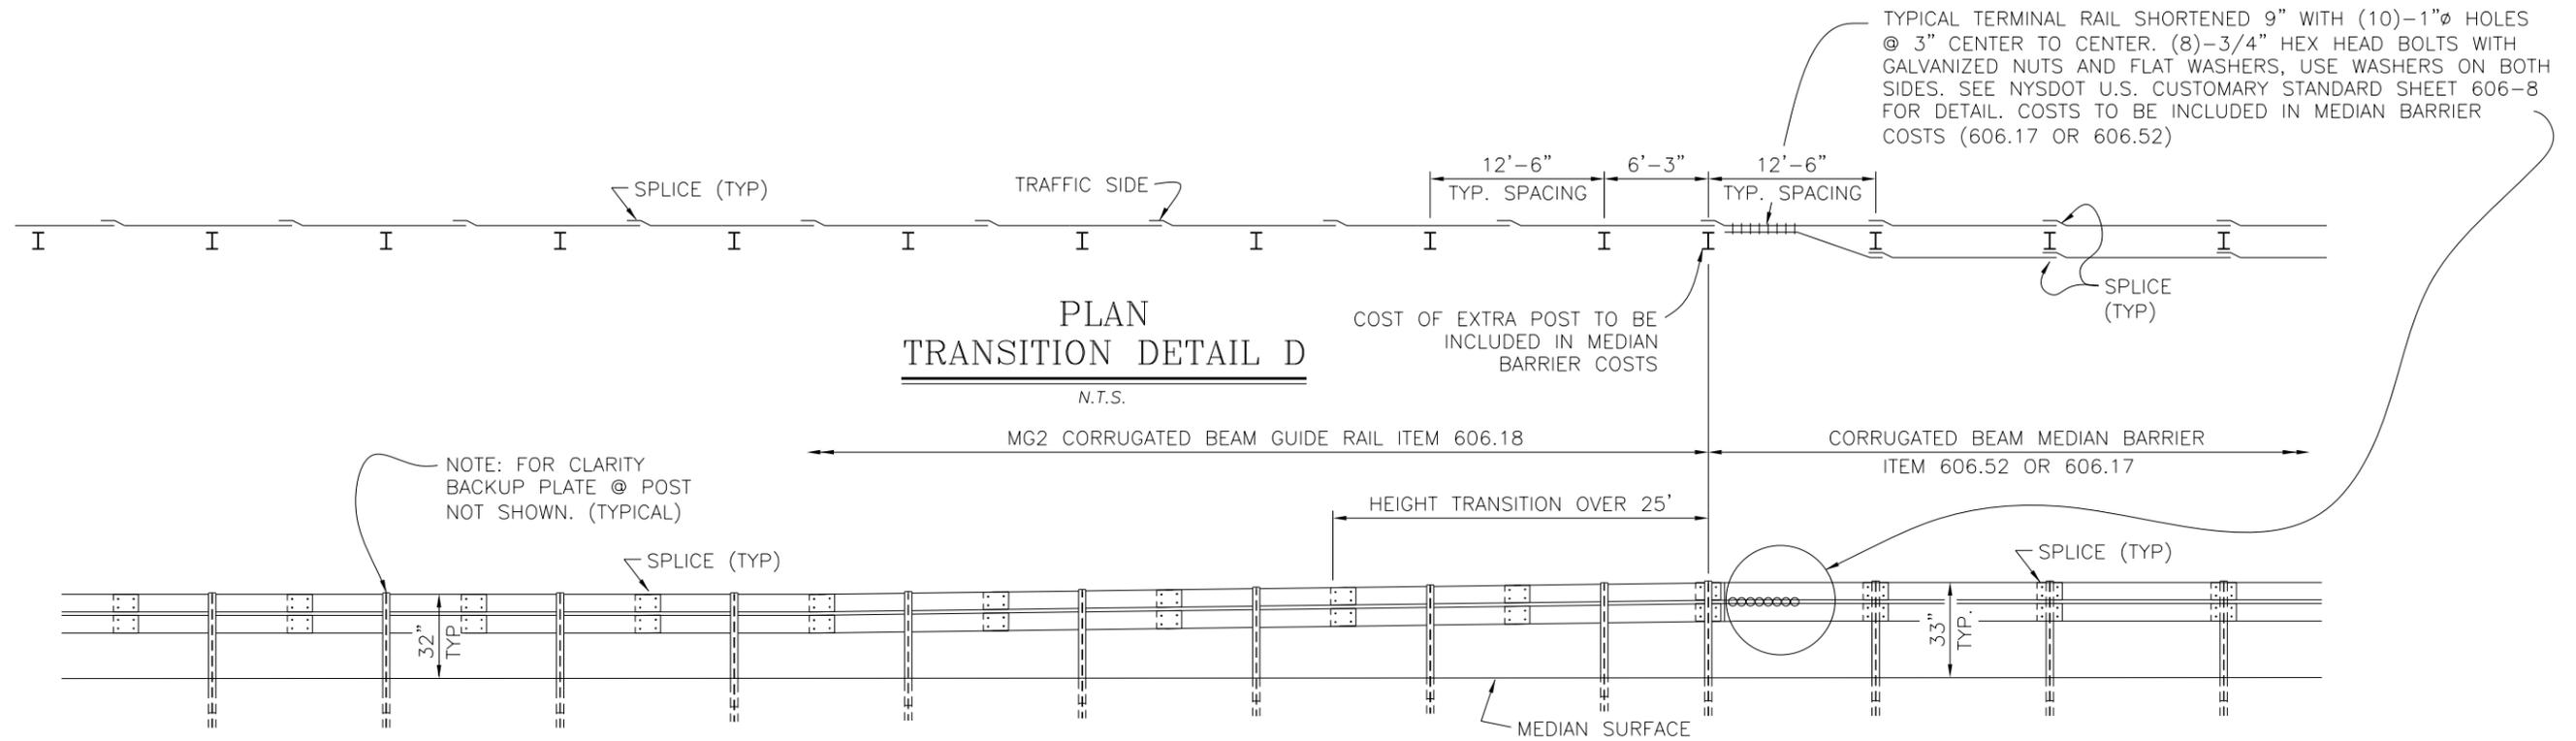 TYPICAL TERMINAL RAIL SHORTENED 9” WITH (10)–1”ø HOLES
@ 3” CENTER TO CENTER. (8)–3/4” HEX HEAD BOLTS WITH
GALVANIZED NUTS AND FLAT WASHERS, USE WASHERS ON BOTH
SIDES. SEE NYSDOT U.S. CUSTOMARY STANDARD SHEET 606–8
FOR DETAIL. COSTS TO BE INCLUDED IN MEDIAN BARRIER
COSTS (606.17 OR 606.52)
12’–6”
TYP. SPACING
6’–3”
12’–6”
TYP. SPACING
SPLICE (TYP)
TRAFFIC SIDE
SPLICE
(TYP)
COST OF EXTRA POST TO BE
INCLUDED IN MEDIAN
BARRIER COSTS
PLAN
TRANSITION DETAIL D
N.T.S.
MG2 CORRUGATED BEAM GUIDE RAIL ITEM 606.18
CORRUGATED BEAM MEDIAN BARRIER
ITEM 606.52 OR 606.17
NOTE: FOR CLARITY
BACKUP PLATE @ POST
NOT SHOWN. (TYPICAL)
HEIGHT TRANSITION OVER 25’
SPLICE (TYP)
SPLICE (TYP)
32”
TYP
33”
TYP.
MEDIAN SURFACE